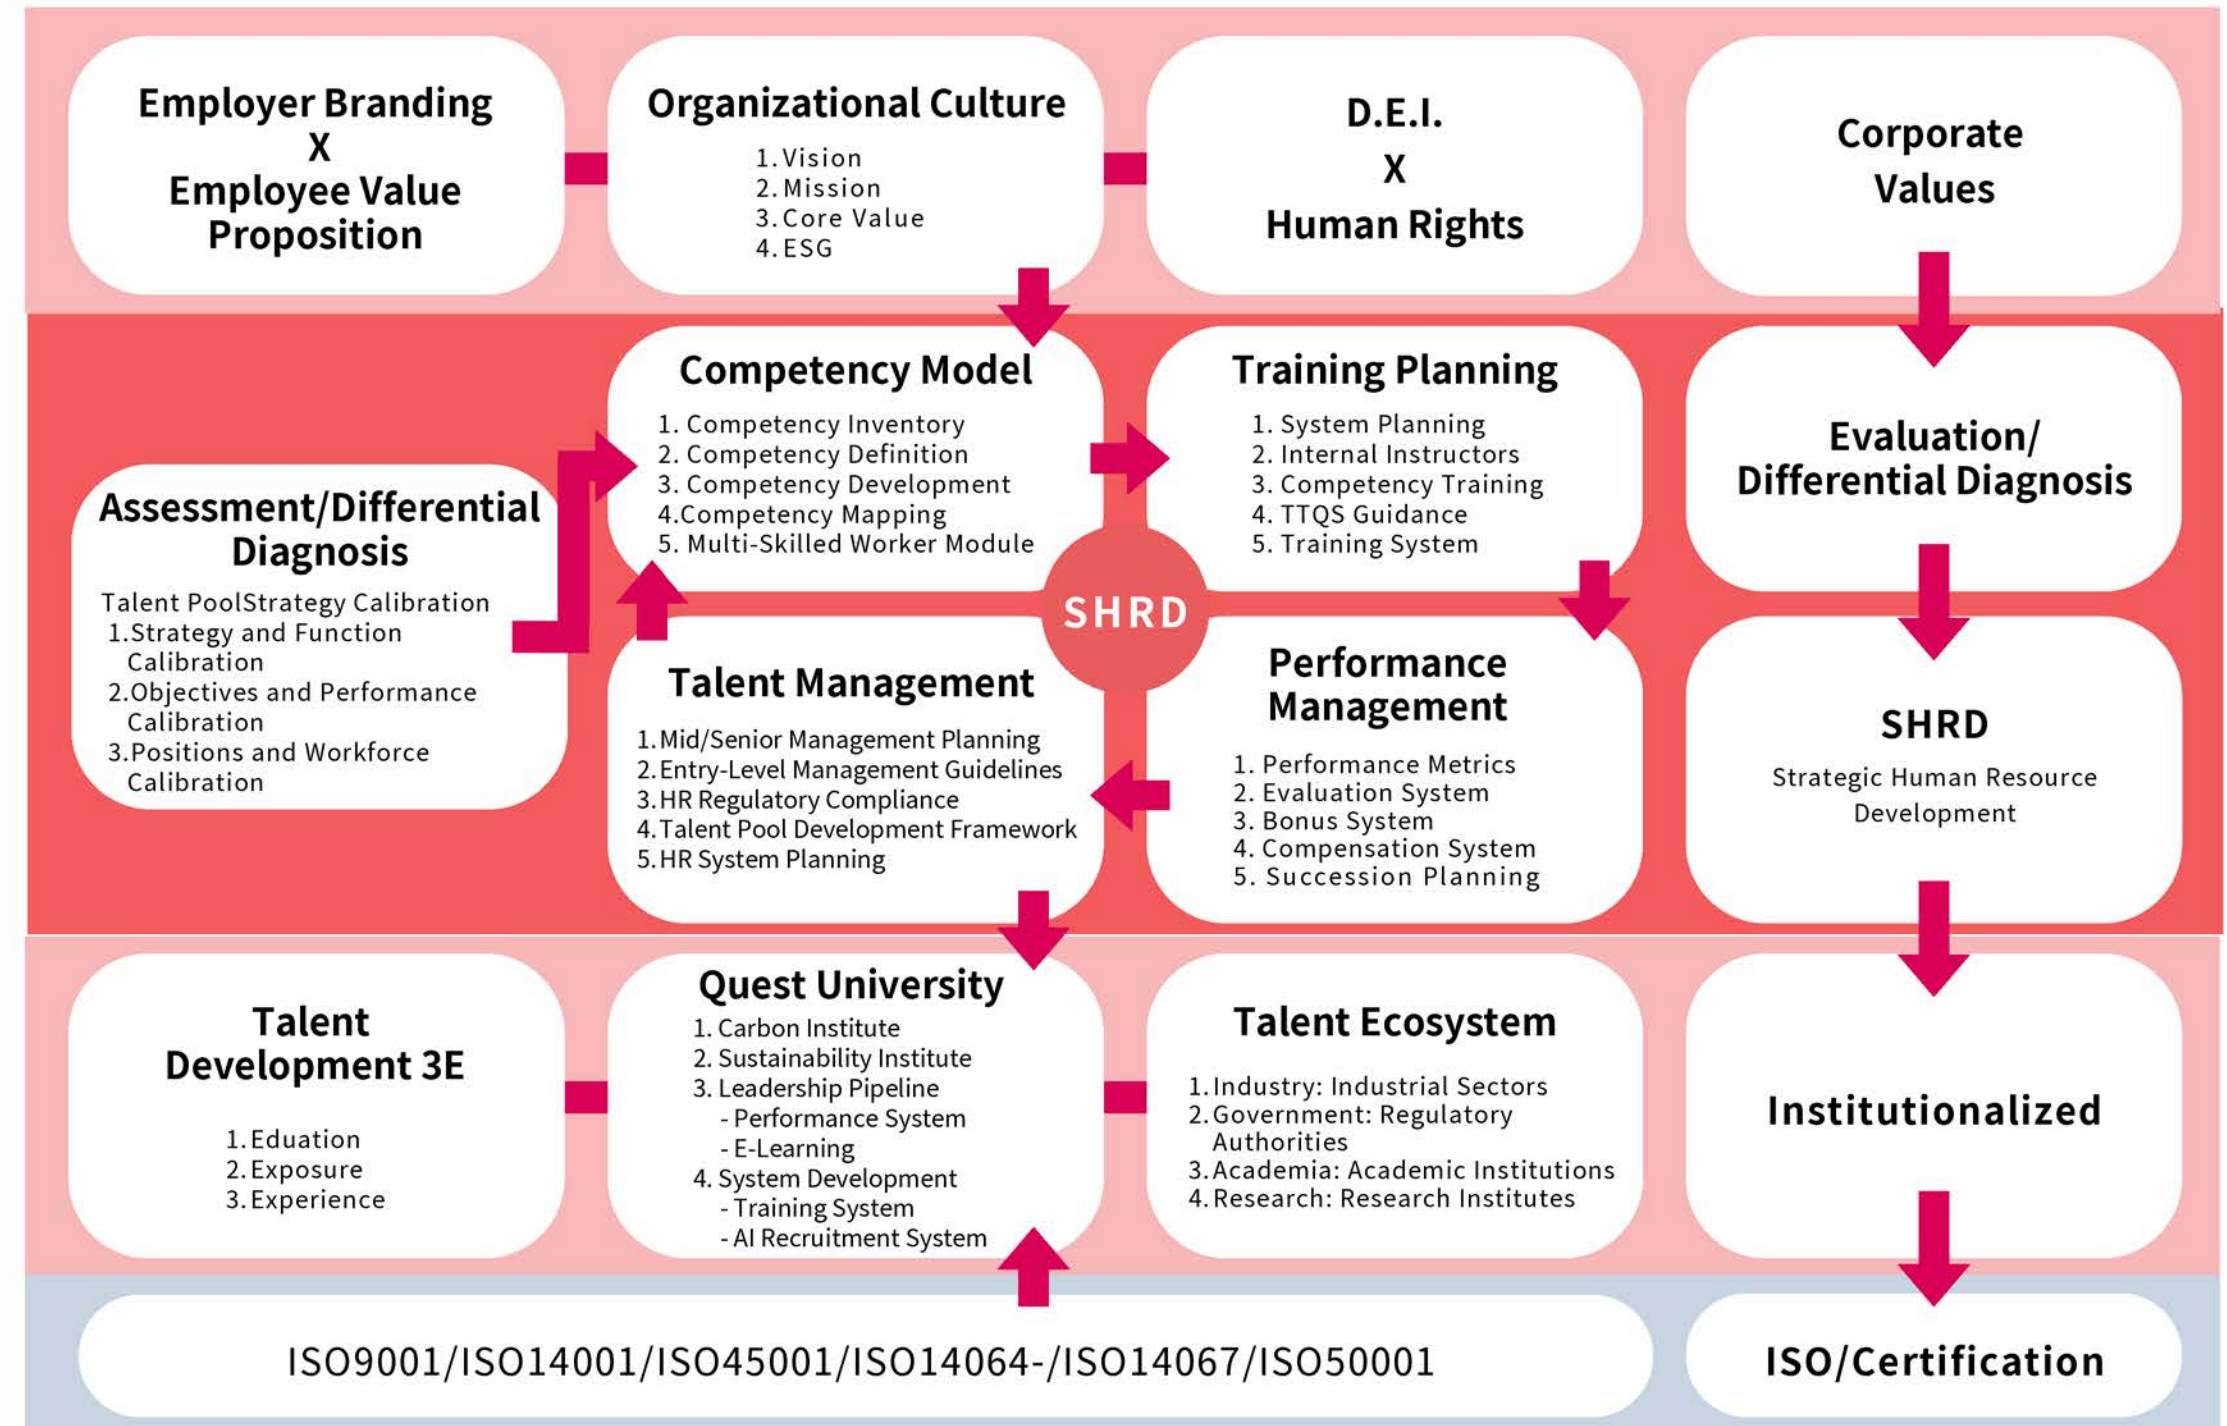 Employer Branding
X
Employee Value
Proposition
Organizational Culture
1. Vision
2. Mission
3. Core Value
4. ESG
D.E.I.
X
Human Rights
Corporate
Values
Assessment/Differential
Diagnosis
Talent PoolStrategy Calibration
1.Strategy and Function
Calibration
2.Objectives and Performance
Calibration
3.Positions and Workforce
Calibration
Competency Model
1. Competency Inventory
2. Competency Definition
3. Competency Development
4.Competency Mapping
5. Multi-Skilled Worker Module
Training Planning
1. System Planning
2. Internal Instructors
3. Competency Training
4. TTQS Guidance
5. Training System
Evaluation/
Differential Diagnosis
SHRD
Talent Management
1.Mid/Senior Management Planning
2.Entry-Level Management Guidelines
3.HR Regulatory Compliance
4.Talent Pool Development Framework
5.HR System Planning
Performance
Management
1. Performance Metrics
2. Evaluation System
3. Bonus System
4. Compensation System
5. Succession Planning
SHRD
Strategic Human Resource
Development
Talent
Development 3E
1. Eduation
2. Exposure
3. Experience
Quest University
1. Carbon Institute
2. Sustainability Institute
3. Leadership Pipeline
- Performance System
- E-Learning
4. System Development
- Training System
- AI Recruitment System
Talent Ecosystem
1. Industry: Industrial Sectors
2. Government: Regulatory
Authorities
3. Academia: Academic Institutions
4. Research: Research Institutes
Institutionalized
ISO9001/ISO14001/ISO45001/ISO14064-/ISO14067/ISO50001
ISO/Certification